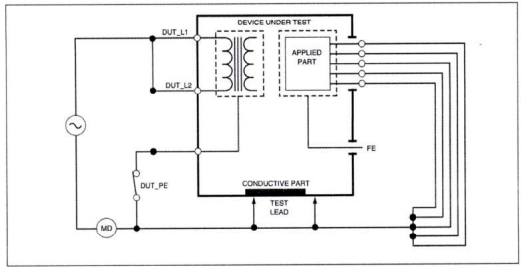 DEVICE UNDER TEST
DUT_L1
APPLIED
PART
DUT_L2
FE
DUT_PE
CONDUCTIVE PART
TEST
LEAD
MD